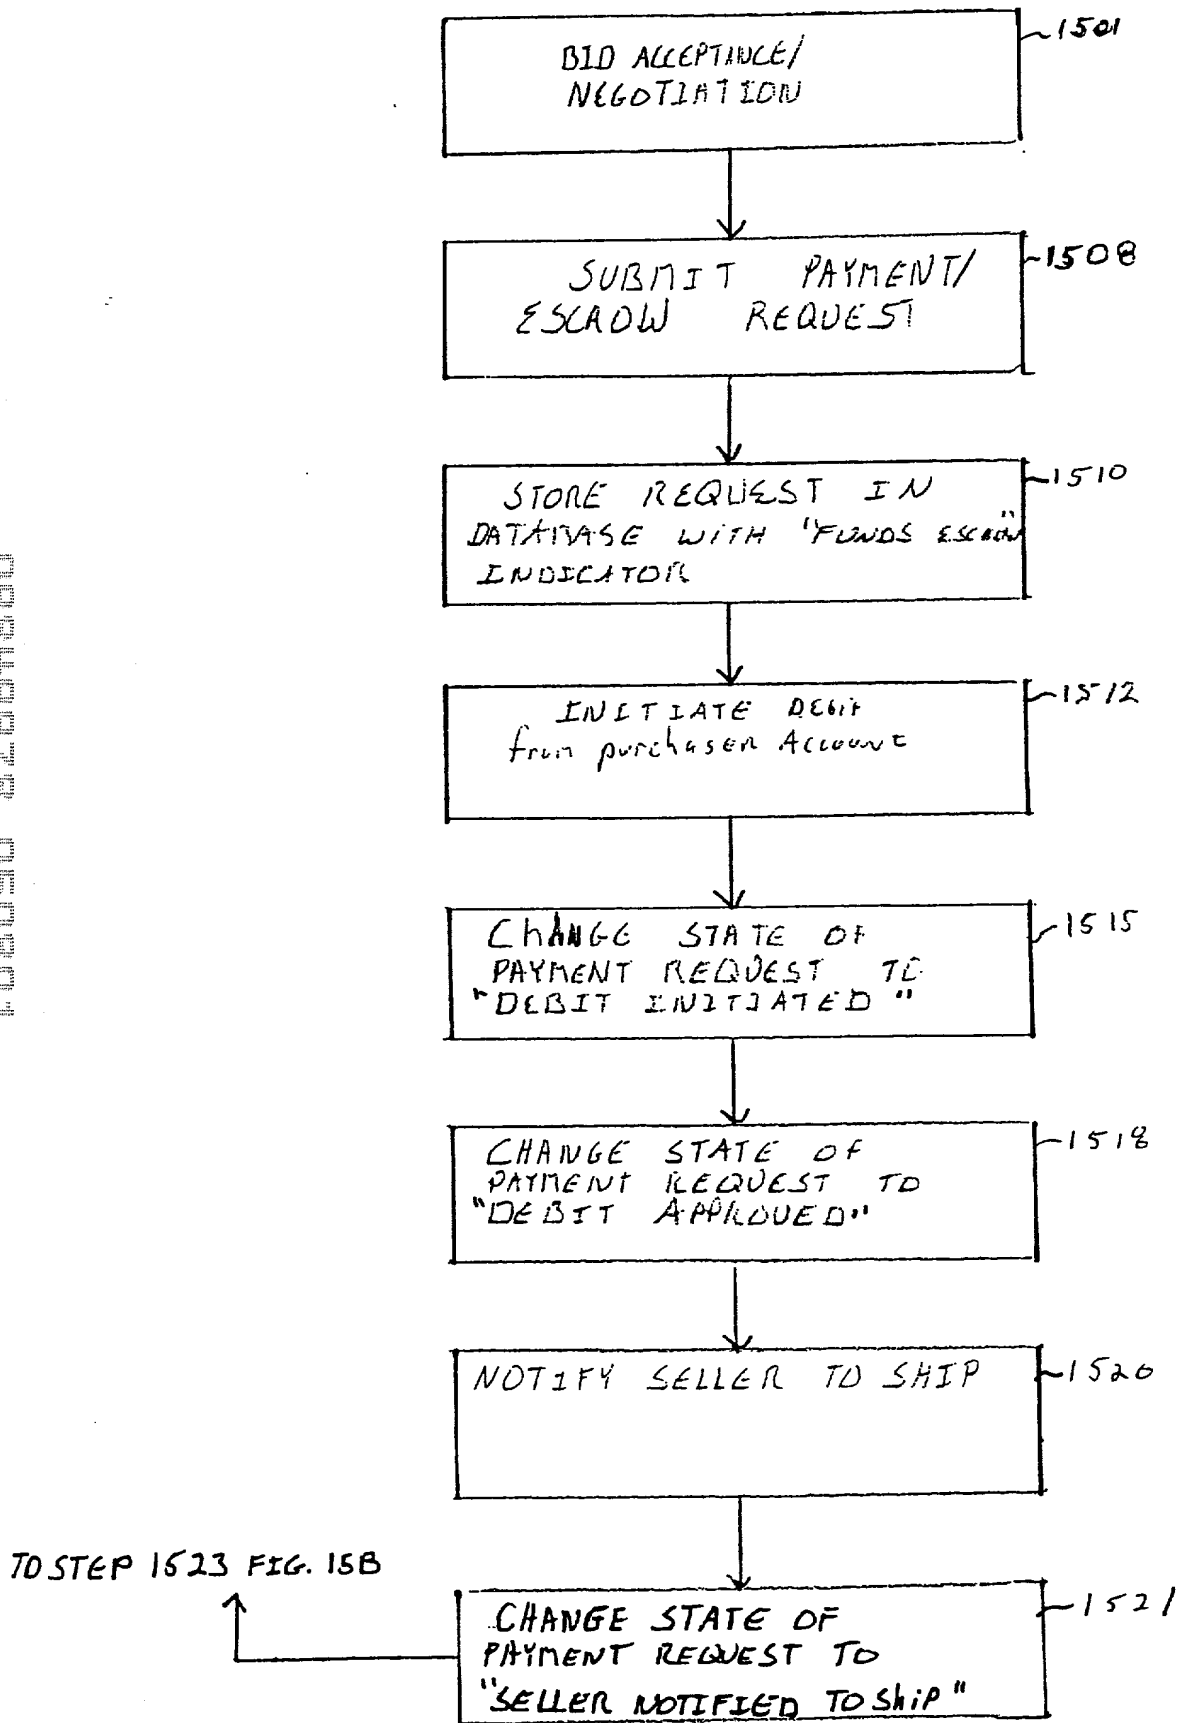 BID ACCEPTANCE/
NEGOTIATION
1501
SUBMIT PAYMENT/
ESCROW REQUEST
1508
STORE REQUEST IN
DATABASE WITH "FUNDS ESCROW"
INDICATOR
1510
INITIATE DEBIT
from purchaser Account
1512
CHANGE STATE OF
PAYMENT REQUEST TO
"DEBIT INITIATED"
1515
CHANGE STATE OF
PAYMENT REQUEST TO
"DEBIT APPROVED"
1518
NOTIFY SELLER TO SHIP
1520
TO STEP 1523 FIG. 15B
CHANGE STATE OF
PAYMENT REQUEST TO
"SELLER NOTIFIED TO ShiP"
1521